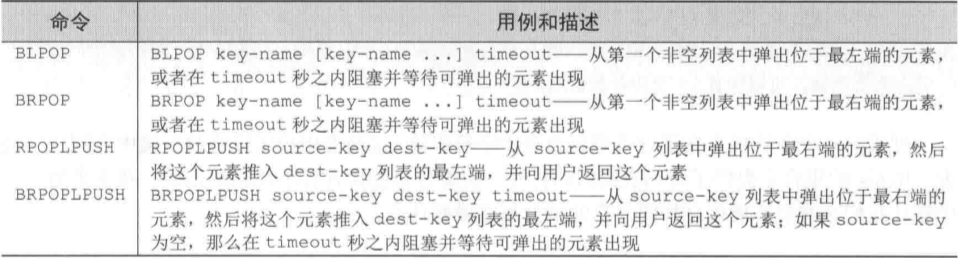 命令 用例和描述
BLPOP BLPOP key-name [key-name ...] timeout——从第一个非空列表中弹出位于最左端的元素，
或者在 timeout 秒之内阻塞并等待可弹出的元素出现
BRPOP BRPOP key-name [key-name ...] timeout——从第一个非空列表中弹出位于最右端的元素，
或者在 timeout 秒之内阻塞并等待可弹出的元素出现
RPOPLPUSH RPOPLPUSH source-key dest-key——从 source-key 列表中弹出位于最右端的元素，然后
将这个元素推入 dest-key 列表的最左端，并向用户返回这个元素
BRPOPLPUSH BRPOPLPUSH source-key dest-key timeout——从 source-key 列表中弹出位于最右端的
元素，然后将这个元素推入 dest-key 列表的最左端，并向用户返回这个元素；如果 source-key
为空，那么在 timeout 秒之内阻塞并等待可弹出的元素出现